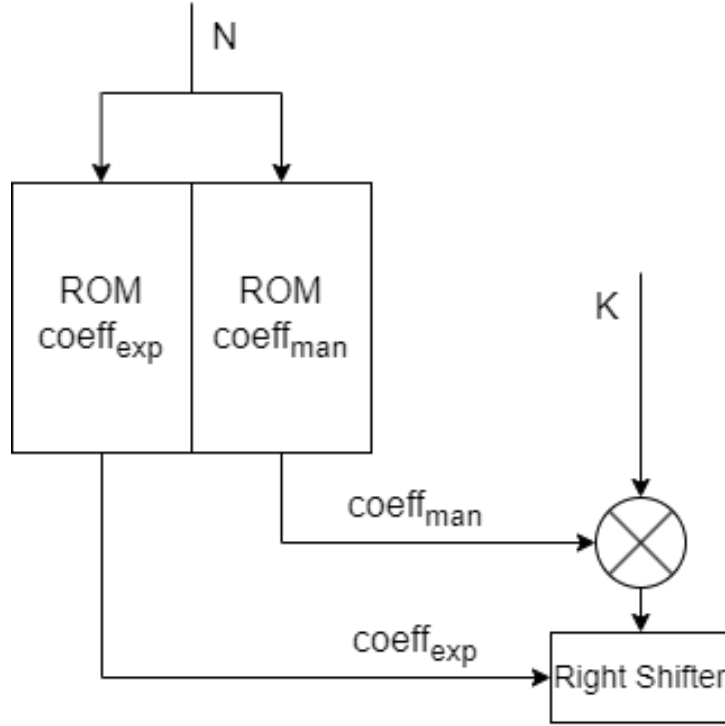 N
ROM
coeff_exp
ROM
coeff_man
K
coeff_man
coeff_exp
Right Shifter